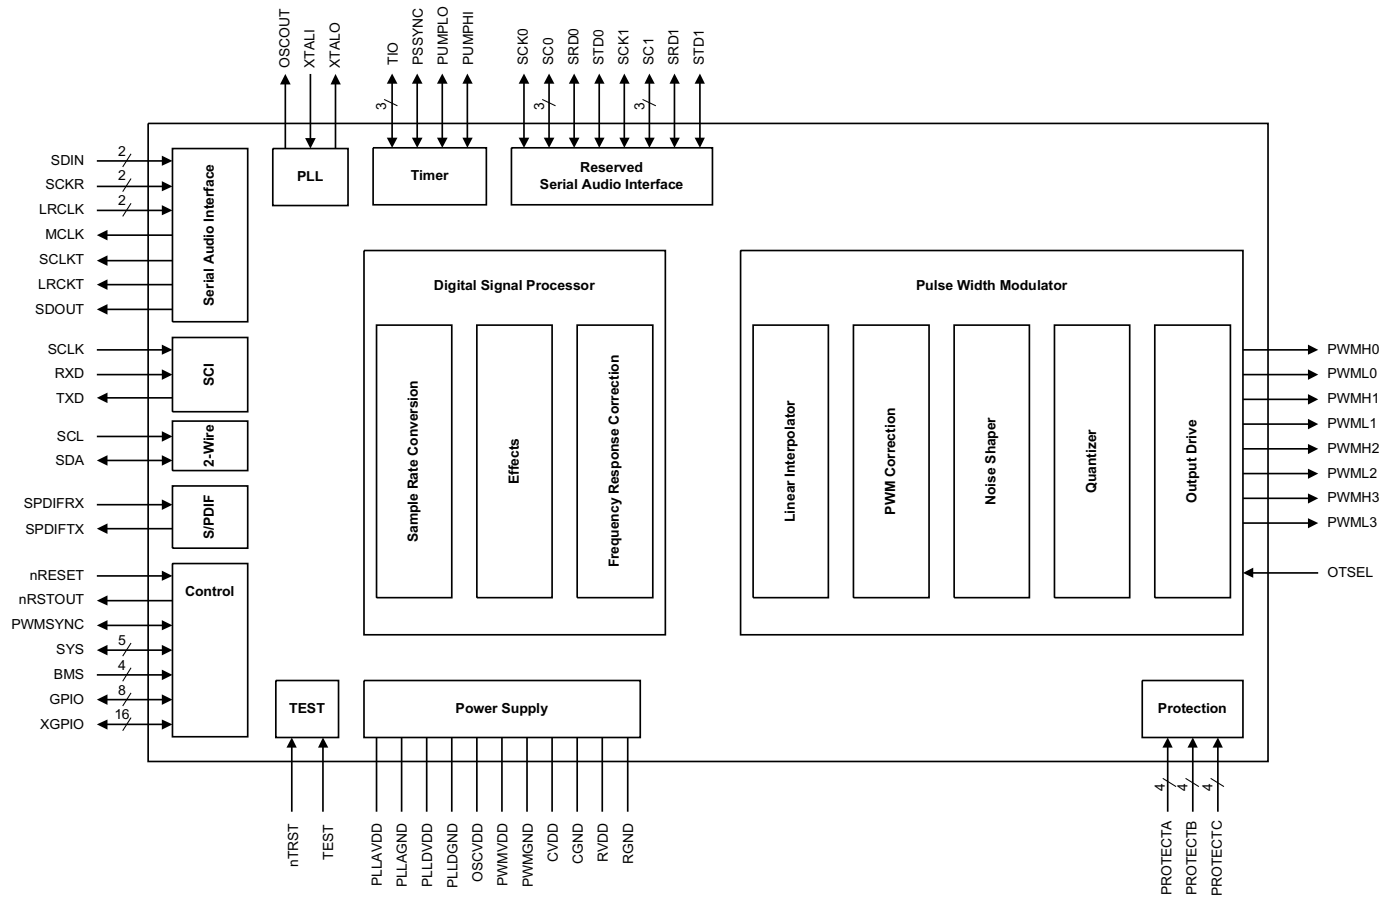 OSCOUT
XTALI
XTALO
TIO
PSSYNC
PUMPLO
PUMPHI
SCK0
SC0
SRD0
STD0
SCK1
SC1
SRD1
STD1
3
3
3
SDIN
2
SCKR
2
LRCLK
2
MCLK
SCLKT
LRCKT
SDOUT
Serial Audio Interface
PLL
Timer
Reserved
Serial Audio Interface
SCLK
RXD
TXD
SCI
SCL
SDA
2-Wire
SPDIFRX
SPDIFTX
S/PDIF
nRESET
nRSTOUT
PWMSYNC
SYS
5
BMS
4
GPIO
8
XGPIO
16
Control
Digital Signal Processor
Sample Rate Conversion
Effects
Frequency Response Correction
Pulse Width Modulator
Linear Interpolator
PWM Correction
Noise Shaper
Quantizer
Output Drive
PWMH0
PWML0
PWMH1
PWML1
PWMH2
PWML2
PWMH3
PWML3
OTSEL
TEST
Power Supply
Protection
nTRST
TEST
PLLAVDD
PLLAGND
PLLDVDD
PLLDGND
OSCVDD
PWMVDD
PWMGND
CVDD
CGND
RVDD
RGND
4
4
4
PROTECTA
PROTECTB
PROTECTC